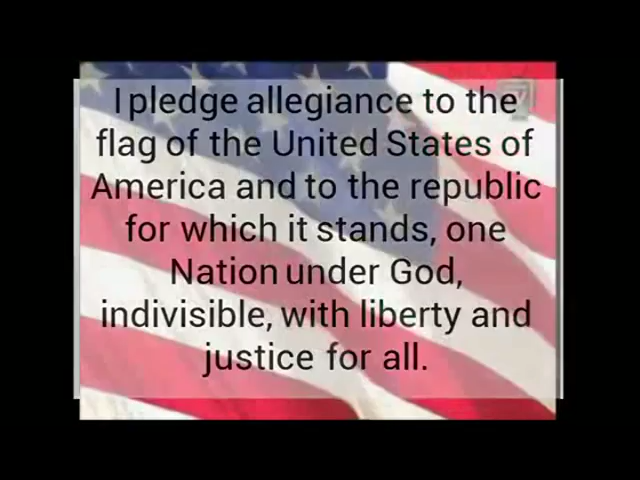 I pledge allegiance to the
flag of the United States of
America and to the republic
for which it stands, one
Nation under God,
indivisible, with liberty and
justice for all.